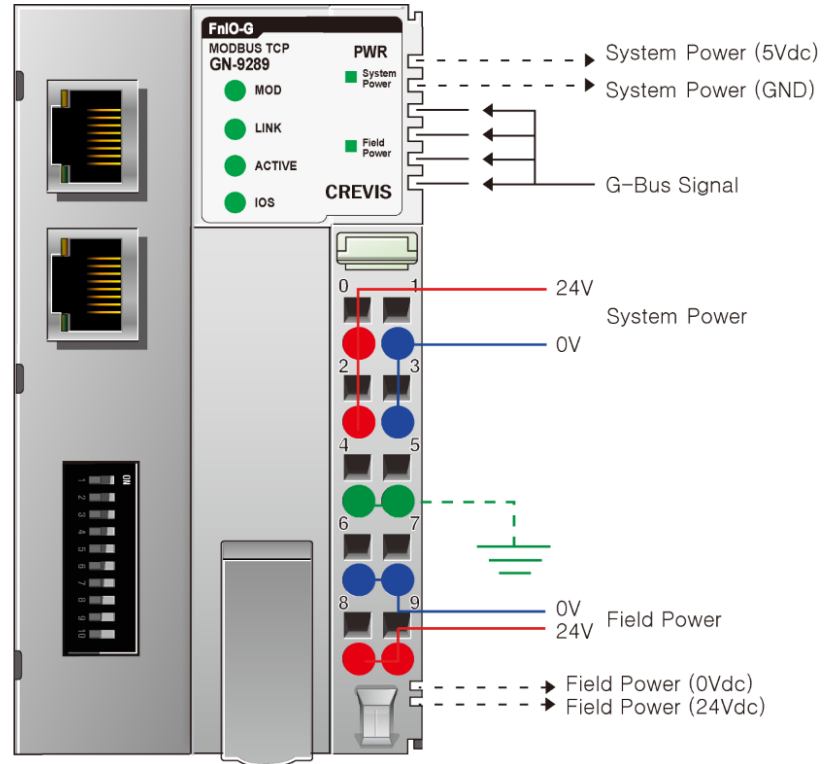 FnIO-G
MODBUS TCP
GN-9289
PWR
System
Power
MOD
LINK
Field
Power
ACTIVE
IOS
CREVIS
System Power (5Vdc)
System Power (GND)
G-Bus Signal
0 1
24V
System Power
0V
2 3
4 5
6 7
8 9
0V
24V
Field Power
Field Power (0Vdc)
Field Power (24Vdc)
ON
1
2
3
4
5
6
7
8
9
10